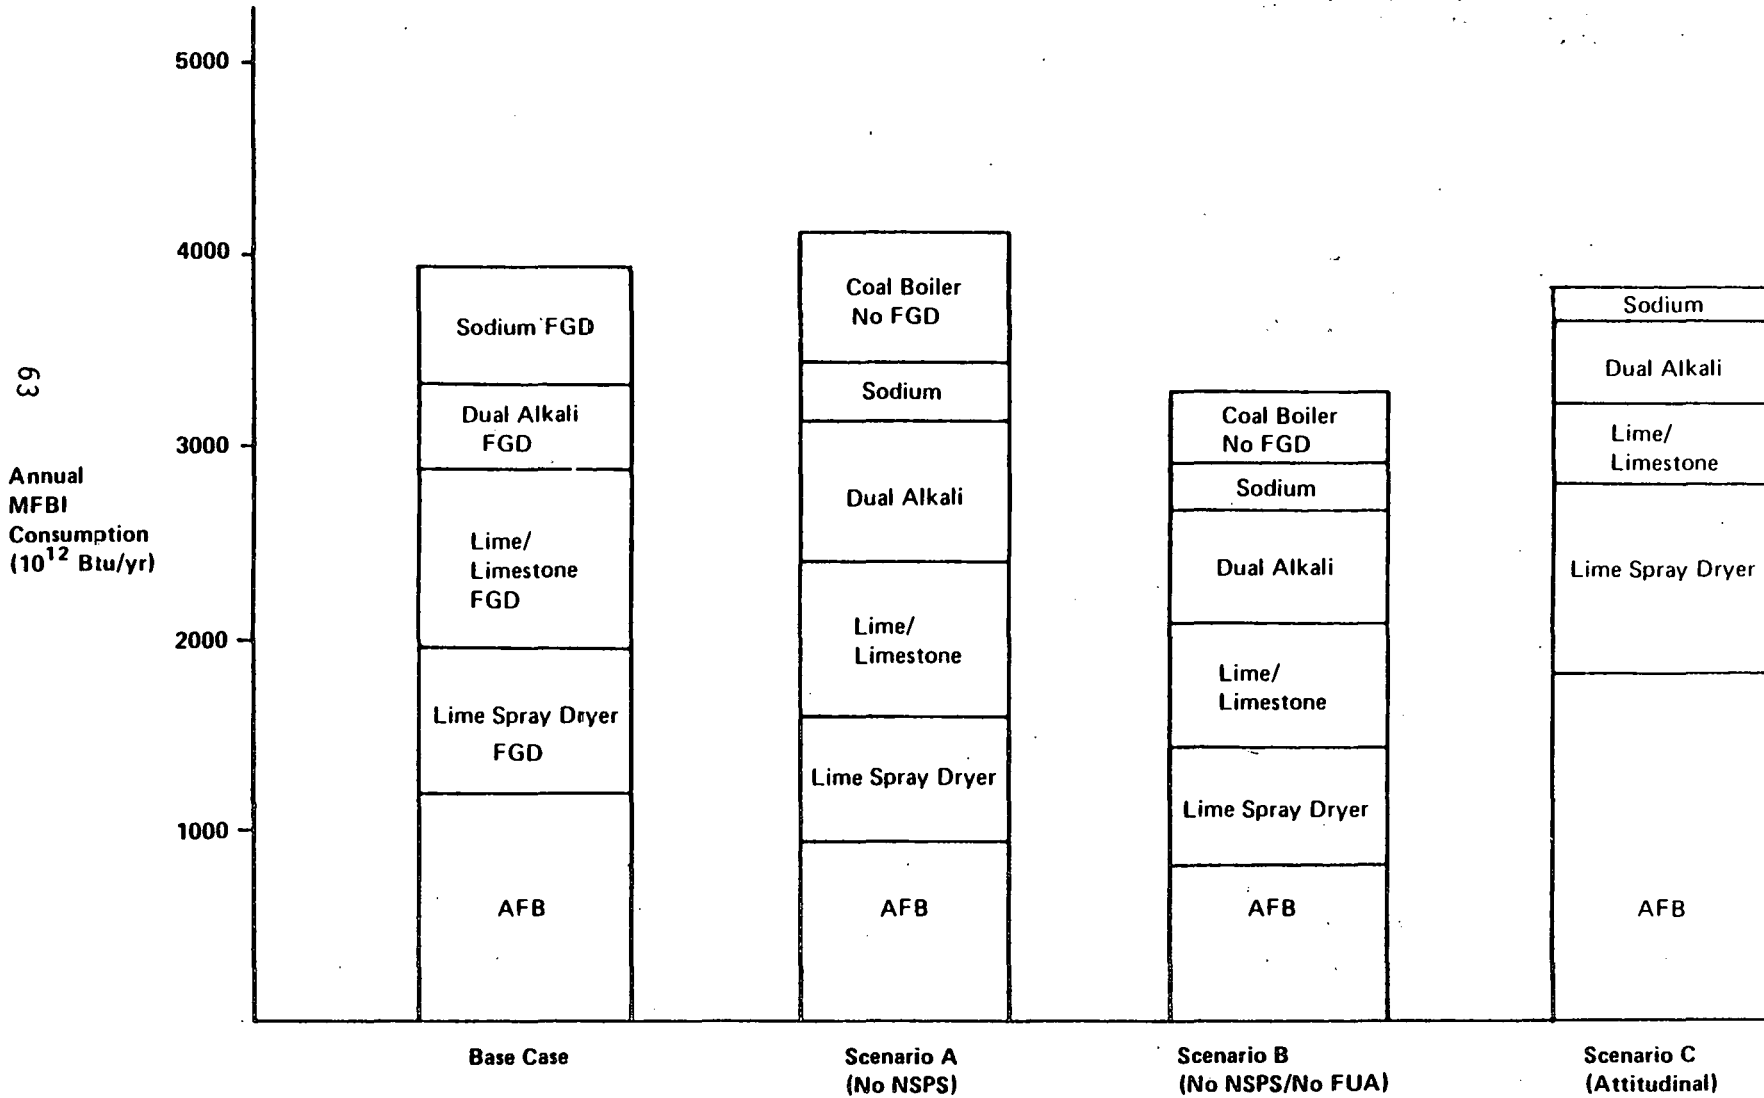 5000
4000
3000
2000
1000
63
Annual
MFBI
Consumption
(10^12 Btu/yr)
Sodium FGD
Dual Alkali
FGD
Lime/
Limestone
FGD
Lime Spray Dryer
FGD
AFB
Coal Boiler
No FGD
Sodium
Dual Alkali
Lime/
Limestone
Lime Spray Dryer
AFB
Coal Boiler
No FGD
Sodium
Dual Alkali
Lime/
Limestone
Lime Spray Dryer
AFB
Sodium
Dual Alkali
Lime/
Limestone
Lime Spray Dryer
AFB
Base Case
Scenario A
(No NSPS)
Scenario B
(No NSPS/No FUA)
Scenario C
(Attitudinal)